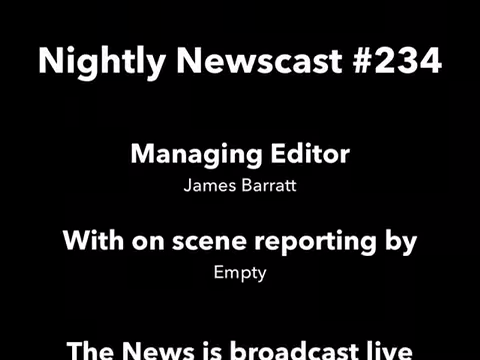 Nightly Newscast #234
Managing Editor
James Barratt
With on scene reporting by
Empty
The News is broadcast live